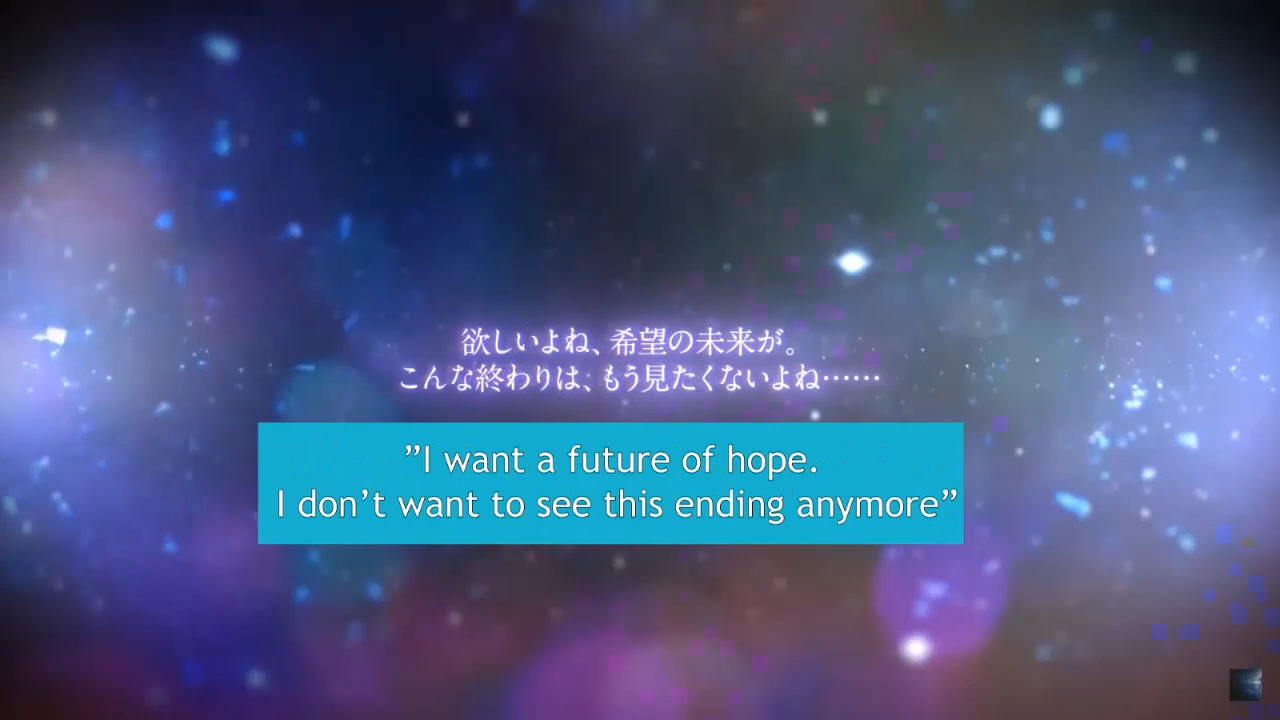 欲しいよね、希望の未来が。
こんな終わりは、もう見たくないよね……
”I want a future of hope.
I don’t want to see this ending anymore”